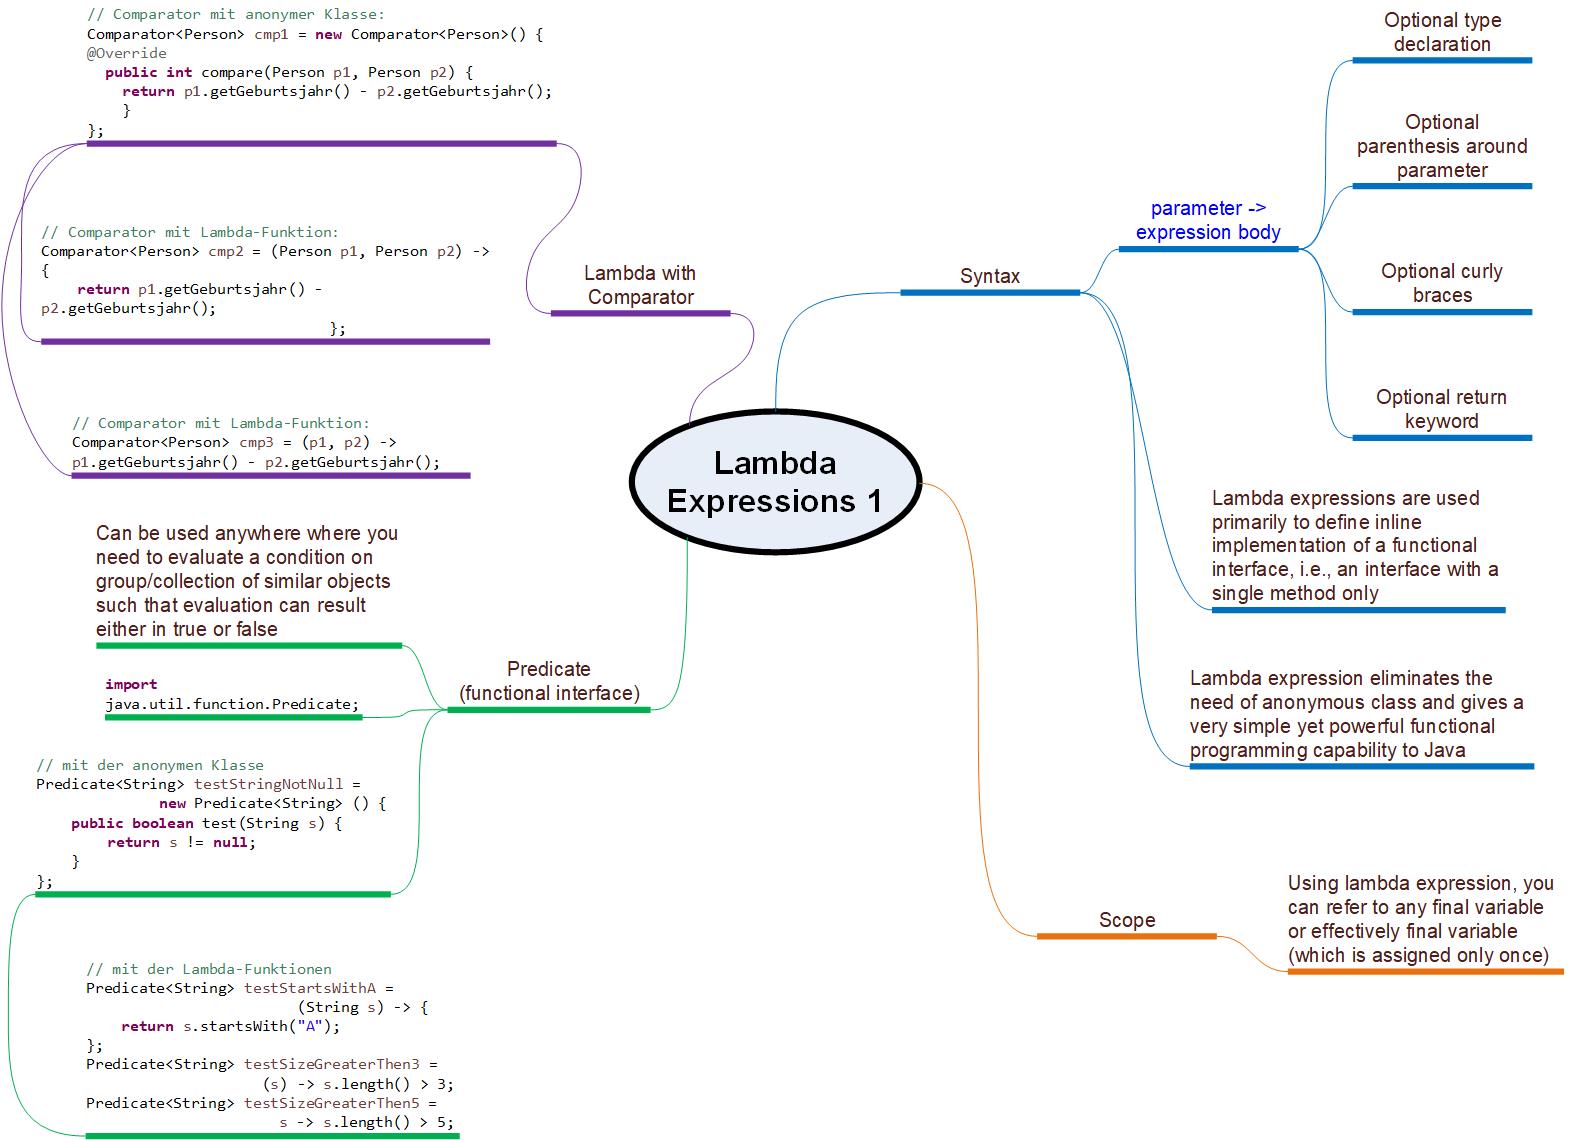 // Comparator mit anonymer Klasse:
Comparator<Person> cmp1 = new Comparator<Person>() {
@Override
public int compare(Person p1, Person p2) {
return p1.getGeburtsjahr() - p2.getGeburtsjahr();
}
};
// Comparator mit Lambda-Funktion:
Comparator<Person> cmp2 = (Person p1, Person p2) ->
{
return p1.getGeburtsjahr() -
p2.getGeburtsjahr();
};
// Comparator mit Lambda-Funktion:
Comparator<Person> cmp3 = (p1, p2) ->
p1.getGeburtsjahr() - p2.getGeburtsjahr();
Lambda with
Comparator
Lambda
Expressions 1
Can be used anywhere where you
need to evaluate a condition on
group/collection of similar objects
such that evaluation can result
either in true or false
import
java.util.function.Predicate;
Predicate
(functional interface)
// mit der anonymen Klasse
Predicate<String> testStringNotNull =
new Predicate<String> () {
public boolean test(String s) {
return s != null;
}
};
// mit der Lambda-Funktionen
Predicate<String> testStartsWithA =
(String s) -> {
return s.startsWith("A");
};
Predicate<String> testSizeGreaterThen3 =
(s) -> s.length() > 3;
Predicate<String> testSizeGreaterThen5 =
s -> s.length() > 5;
Syntax
parameter ->
expression body
Optional type
declaration
Optional
parenthesis around
parameter
Optional curly
braces
Optional return
keyword
Lambda expressions are used
primarily to define inline
implementation of a functional
interface, i.e., an interface with a
single method only
Lambda expression eliminates the
need of anonymous class and gives a
very simple yet powerful functional
programming capability to Java
Scope
Using lambda expression, you
can refer to any final variable
or effectively final variable
(which is assigned only once)